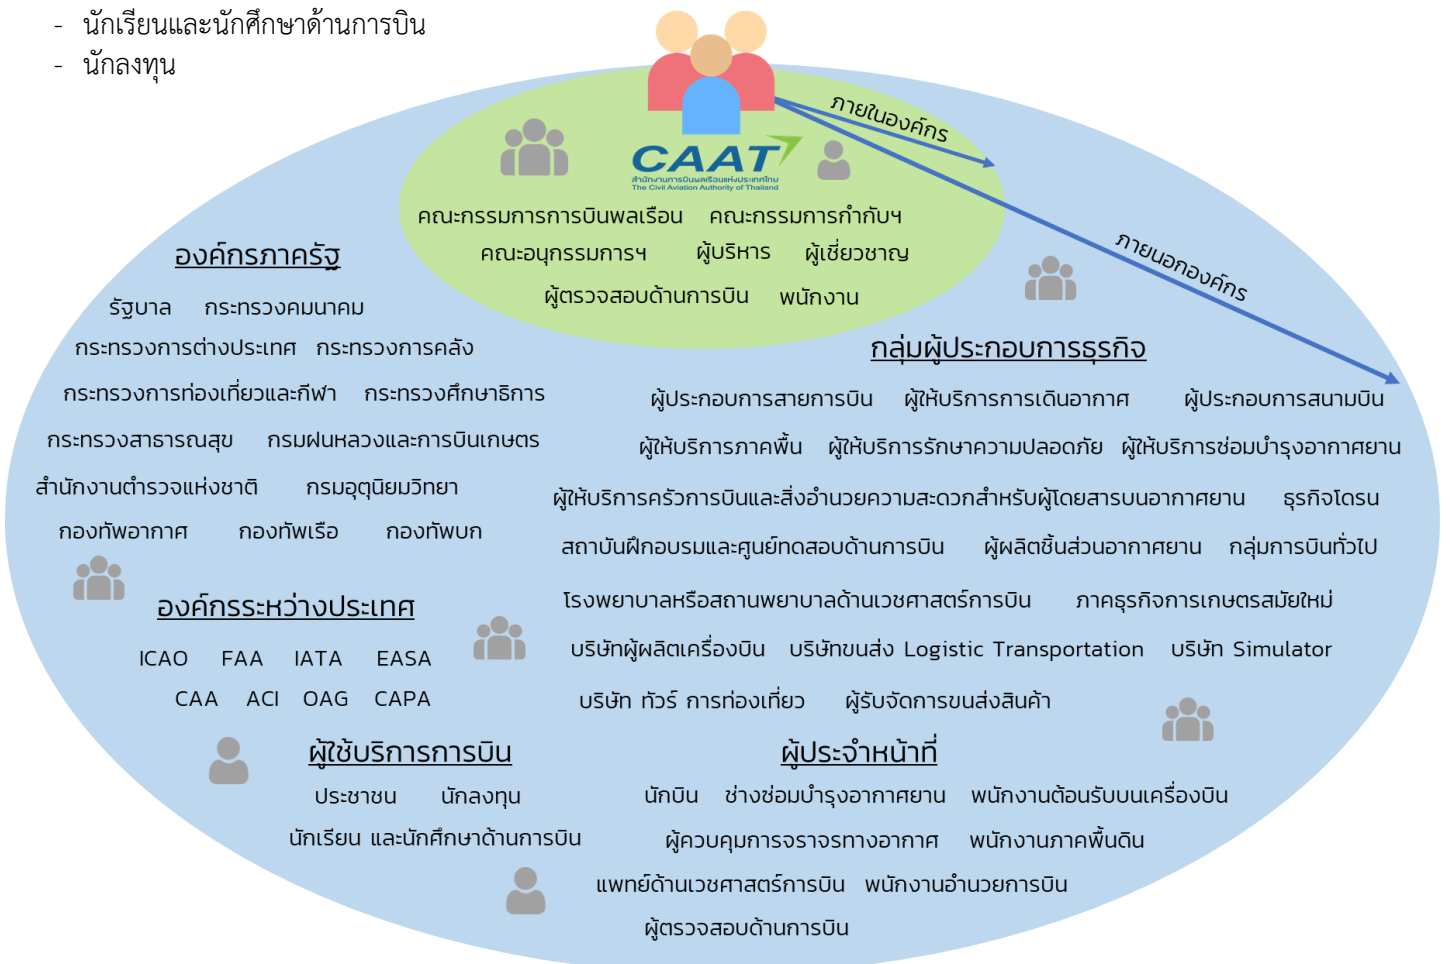 - นักเรียนและนักศึกษาด้านการบิน
- นักลงทุน
ภายในองค์กร
ภายนอกองค์กร
CAAT
สำนักงานการบินพลเรือนแห่งประเทศไทย
The Civil Aviation Authority of Thailand
คณะกรรมการการบินพลเรือน คณะกรรมการกำกับฯ
คณะอนุกรรมการฯ ผู้บริหาร ผู้เชี่ยวชาญ
ผู้ตรวจสอบด้านการบิน พนักงาน
องค์กรภาครัฐ
รัฐบาล กระทรวงคมนาคม
กระทรวงการต่างประเทศ กระทรวงการคลัง
กระทรวงการท่องเที่ยวและกีฬา กระทรวงศึกษาธิการ
กระทรวงสาธารณสุข กรมฝนหลวงและการบินเกษตร
สำนักงานตำรวจแห่งชาติ กรมอุตุนิยมวิทยา
กองทัพอากาศ กองทัพเรือ กองทัพบก
กลุ่มผู้ประกอบการธุรกิจ
ผู้ประกอบการสายการบิน ผู้ให้บริการการเดินอากาศ ผู้ประกอบการสนามบิน
ผู้ให้บริการภาคพื้น ผู้ให้บริการรักษาความปลอดภัย ผู้ให้บริการซ่อมบำรุงอากาศยาน
ผู้ให้บริการครัวการบินและสิ่งอำนวยความสะดวกสำหรับผู้โดยสารบนอากาศยาน ธุรกิจโดรน
สถาบันฝึกอบรมและศูนย์ทดสอบด้านการบิน ผู้ผลิตชิ้นส่วนอากาศยาน กลุ่มการบินทั่วไป
โรงพยาบาลหรือสถานพยาบาลด้านเวชศาสตร์การบิน ภาคธุรกิจการเกษตรสมัยใหม่
บริษัทผู้ผลิตเครื่องบิน บริษัทขนส่ง Logistic Transportation บริษัท Simulator
บริษัท ทัวร์ การท่องเที่ยว ผู้รับจัดการขนส่งสินค้า
องค์กรระหว่างประเทศ
ICAO FAA IATA EASA
CAA ACI OAG CAPA
ผู้ใช้บริการการบิน
ประชาชน นักลงทุน
นักเรียน และนักศึกษาด้านการบิน
ผู้ประจำหน้าที่
นักบิน ช่างซ่อมบำรุงอากาศยาน พนักงานต้อนรับบนเครื่องบิน
ผู้ควบคุมการจราจรทางอากาศ พนักงานภาคพื้นดิน
แพทย์ด้านเวชศาสตร์การบิน พนักงานอำนวยการบิน
ผู้ตรวจสอบด้านการบิน